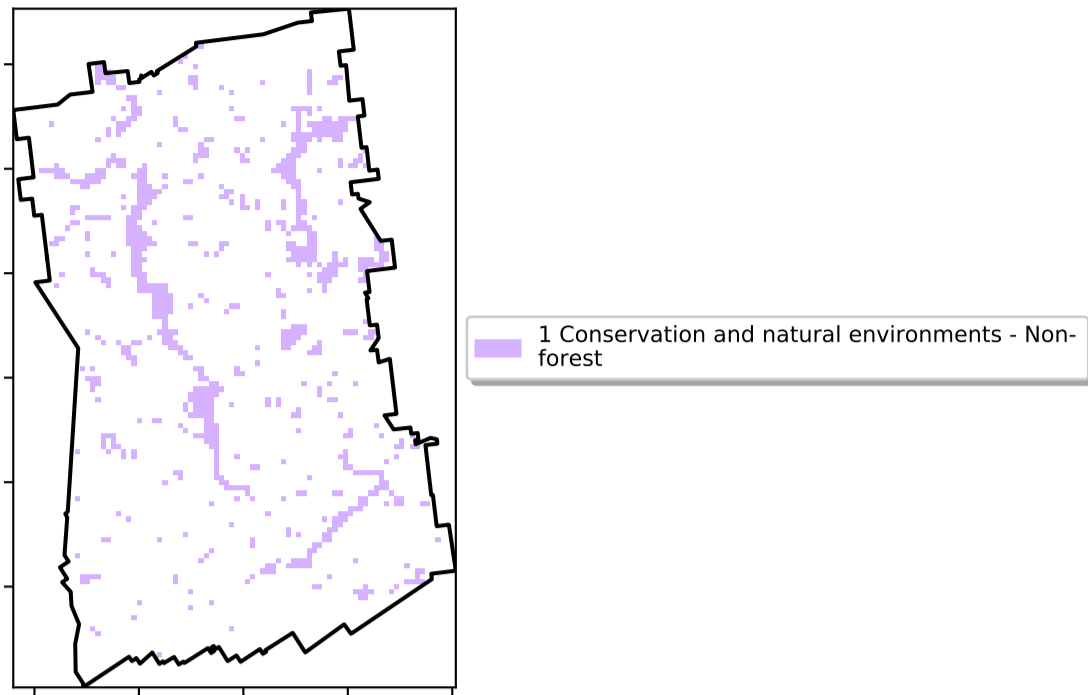 1 Conservation and natural environments - Non-
forest